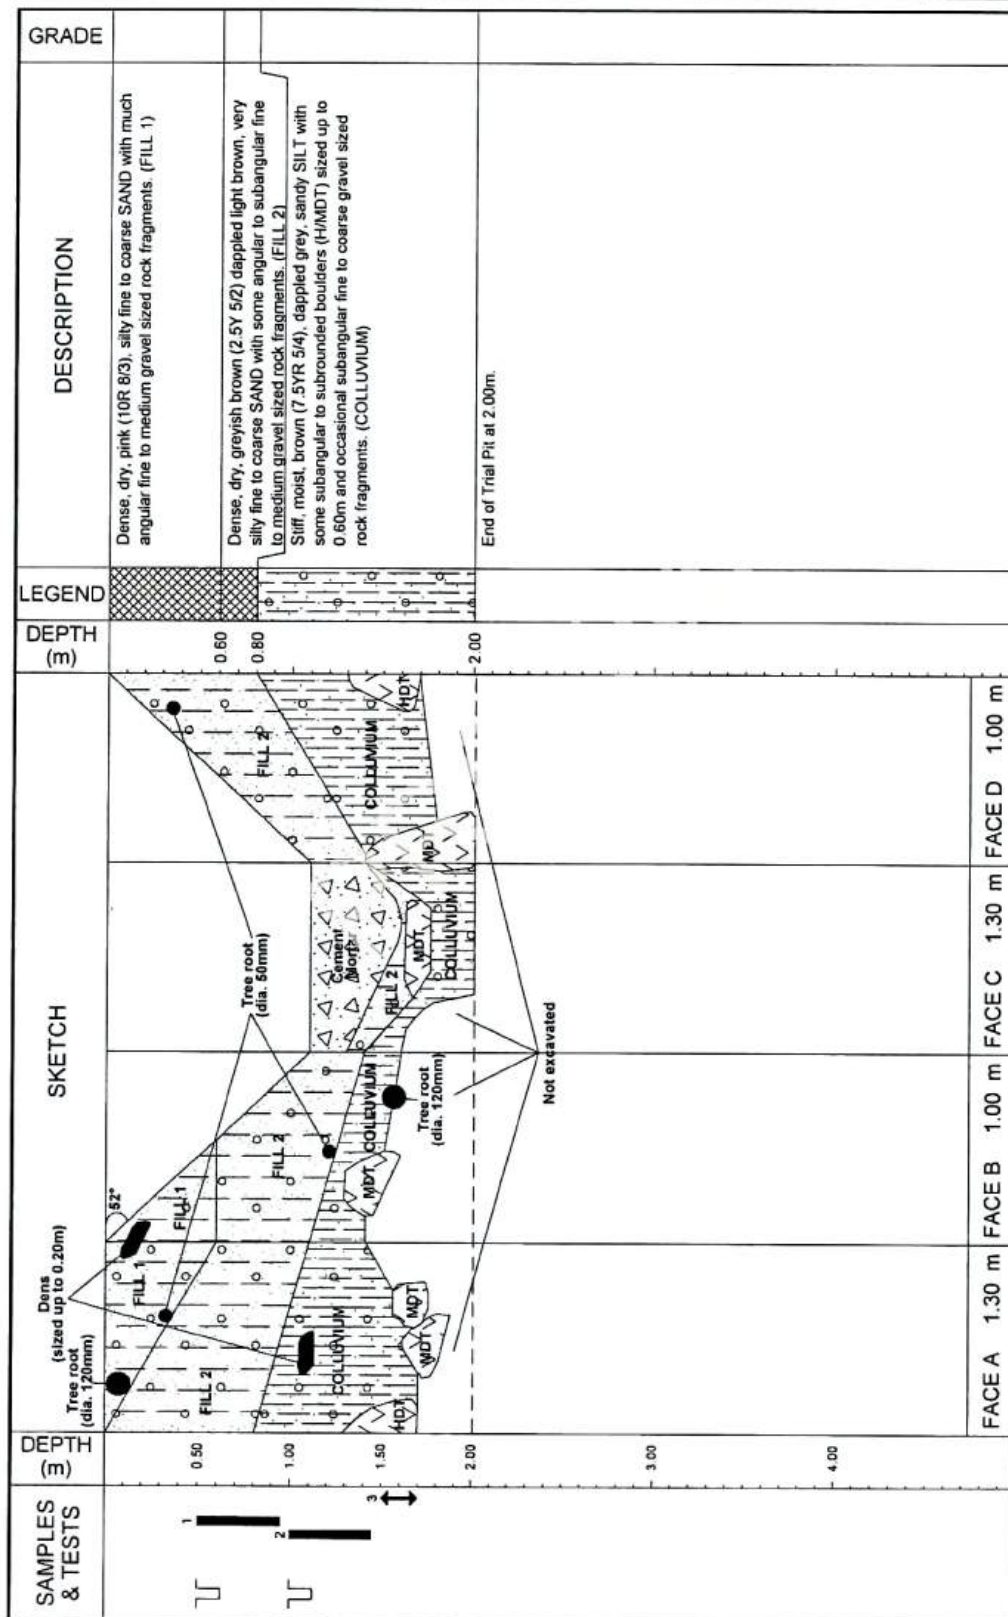 SAMPLES
& TESTS
DEPTH
(m)
SKETCH
DEPTH
(m)
LEGEND
DESCRIPTION
GRADE
1
2
3
0.50
1.00
1.50
2.00
3.00
4.00
Tree root
(dia. 120mm)
Dens
(sized up to 0.20m)
52°
Tree root
(dia. 50mm)
FILL 1
FILL 1
FILL 2
FILL 2
FILL 2
FILL 2
Cement
COLLUVIUM
COLLUVIUM
COLLUVIUM
COLLUVIUM
HDT
MDT
MDT
MDT
MDT
MDT
HDT
Tree root
(dia. 120mm)
Not excavated
FACE A 1.30 m
FACE B 1.00 m
FACE C 1.30 m
FACE D 1.00 m
0.60
0.80
2.00
Dense, dry, pink (10R 8/3), silty fine to coarse SAND with much
angular fine to medium gravel sized rock fragments. (FILL 1)
Dense, dry, greyish brown (2.5Y 5/2) dappled light brown, very
silty fine to coarse SAND with some angular to subangular fine
to medium gravel sized rock fragments. (FILL 2)
Stiff, moist, brown (7.5YR 5/4), dappled grey, sandy SILT with
some subangular to subrounded boulders (H/MDT) sized up to
0.60m and occasional subangular fine to coarse gravel sized
rock fragments. (COLLUVIUM)
End of Trial Pit at 2.00m.